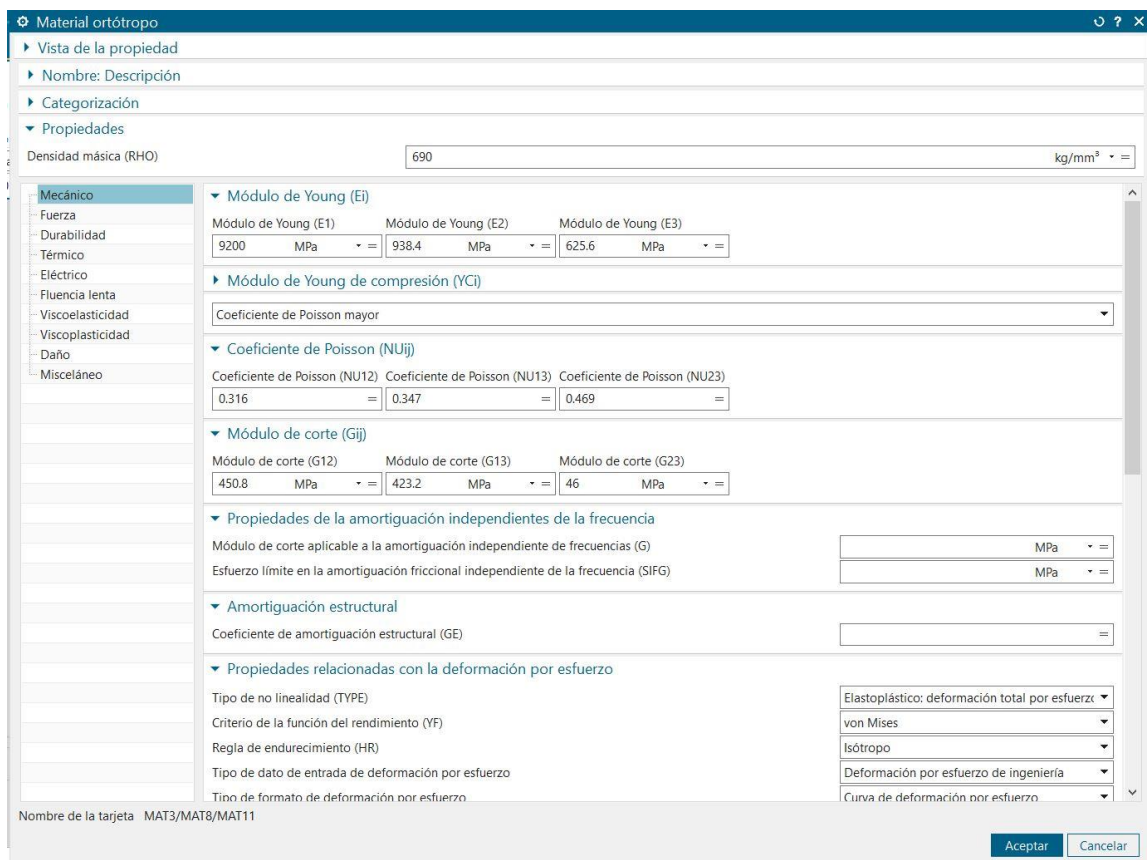 Material ortótropo
Vista de la propiedad
Nombre: Descripción
Categorización
Propiedades
Densidad másica (RHO) 690 kg/mm³ =
Mecánico
Fuerza
Durabilidad
Térmico
Eléctrico
Fluencia lenta
Viscoelasticidad
Viscoplasticidad
Daño
Misceláneo
Módulo de Young (Ei)
Módulo de Young (E1) Módulo de Young (E2) Módulo de Young (E3)
9200 MPa = 938.4 MPa = 625.6 MPa =
Módulo de Young de compresión (YCi)
Coeficiente de Poisson mayor
Coeficiente de Poisson (NUij)
Coeficiente de Poisson (NU12) Coeficiente de Poisson (NU13) Coeficiente de Poisson (NU23)
0.316 = 0.347 = 0.469 =
Módulo de corte (Gij)
Módulo de corte (G12) Módulo de corte (G13) Módulo de corte (G23)
450.8 MPa = 423.2 MPa = 46 MPa =
Propiedades de la amortiguación independientes de la frecuencia
Módulo de corte aplicable a la amortiguación independiente de frecuencias (G) MPa =
Esfuerzo límite en la amortiguación friccional independiente de la frecuencia (SIFG) MPa =
Amortiguación estructural
Coeficiente de amortiguación estructural (GE) =
Propiedades relacionadas con la deformación por esfuerzo
Tipo de no linealidad (TYPE) Elastoplástico: deformación total por esfuerzo
Criterio de la función del rendimiento (YF) von Mises
Regla de endurecimiento (HR) Isótropo
Tipo de dato de entrada de deformación por esfuerzo Deformación por esfuerzo de ingeniería
Tipo de formato de deformación por esfuerzo Curva de deformación por esfuerzo
Nombre de la tarjeta MAT3/MAT8/MAT11
Aceptar Cancelar